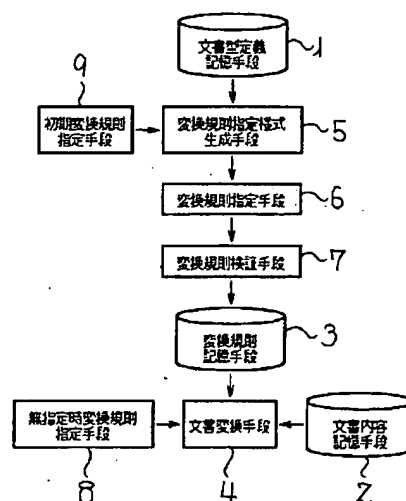 1
文書型定義
記憶手段
9
初期変換規則
指定手段
変換規則指定様式
生成手段
5
変換規則指定手段
6
変換規則検証手段
7
変換規則
記憶手段
3
無指定時変換規則
指定手段
文書変換手段
文書内容
記憶手段
8
4
2